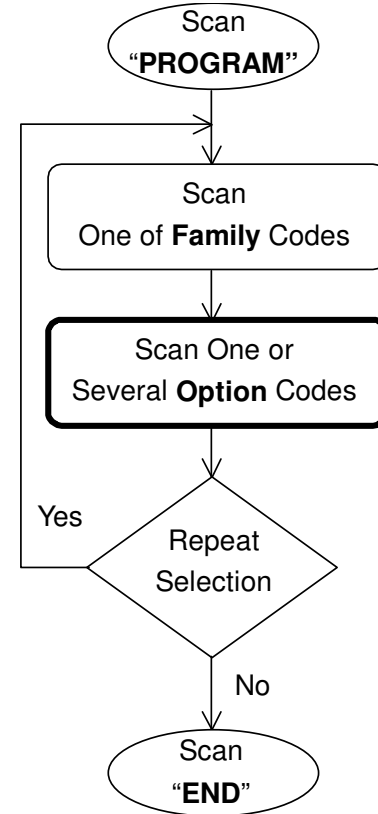 Scan
“PROGRAM”
Scan
One of Family Codes
Scan One or
Several Option Codes
Yes
Repeat
Selection
No
Scan
“END”